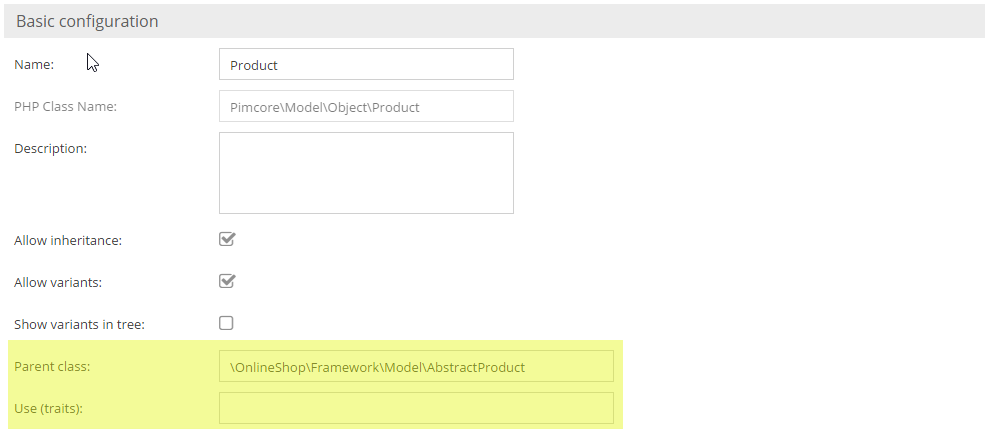 Basic configuration
Name: Product
PHP Class Name: Pimcore\Model\Object\Product
Description:
Allow inheritance:
Allow variants:
Show variants in tree:
Parent class: \OnlineShop\Framework\Model\AbstractProduct
Use (traits):